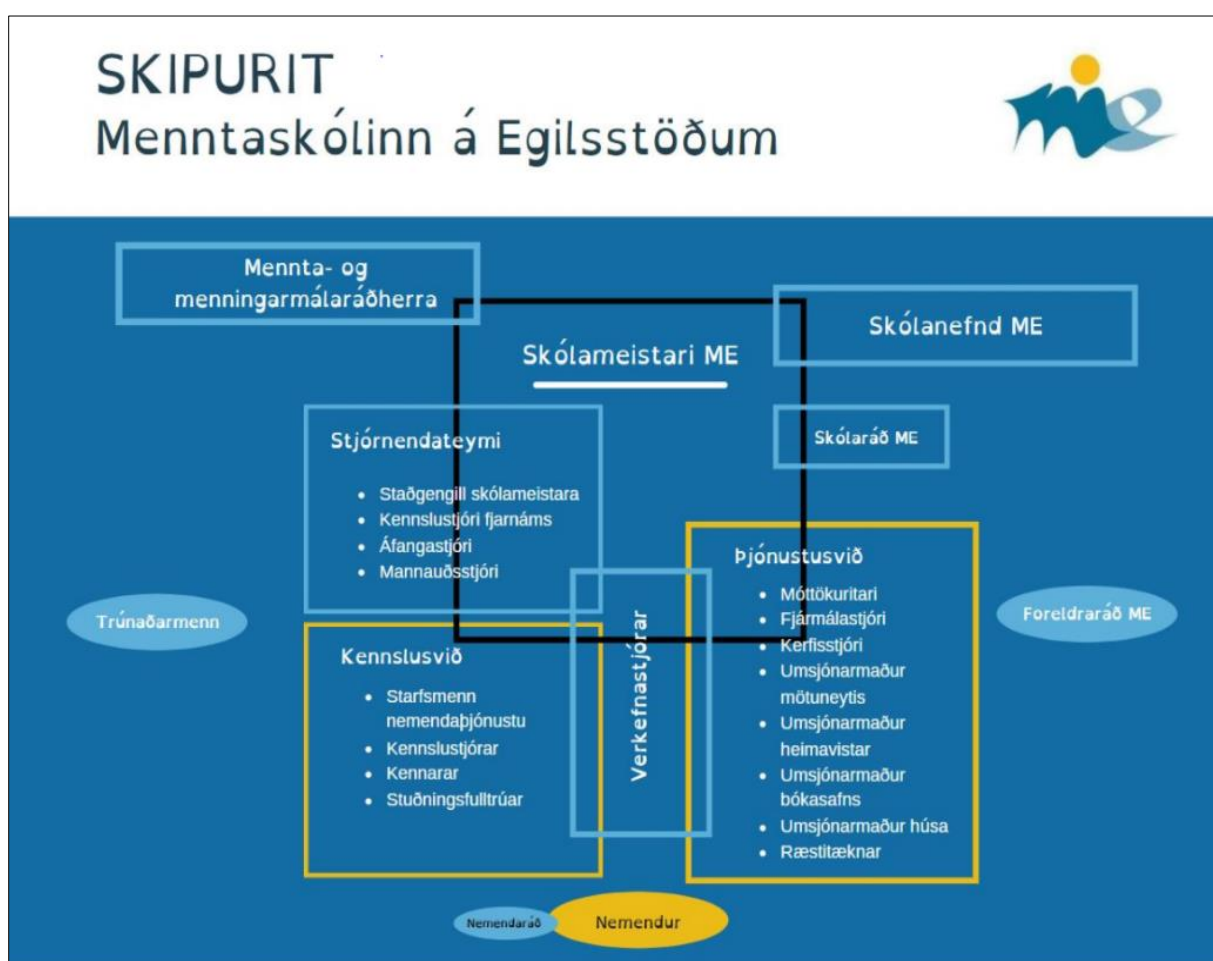 SKIPURIT
Menntaskólinn á Egilsstöðum
me
Mennta- og
menningarmálaráðherra
Skólanefnd ME
Skólameistari ME
Skólaráð ME
Stjórnendateymi
Staðgengill skólameistara
Kennslustjóri fjarnáms
Áfangastjóri
Mannauðsstjóri
Þjónustusvið
Móttökuritari
Fjármálastjóri
Kerfisstjóri
Umsjónarmaður
mötuneytis
Umsjónarmaður
heimavistar
Umsjónarmaður
bókasafns
Umsjónarmaður húsa
Ræstitæknar
Trúnaðarmenn
Foreldraráð ME
Verkefnastjórar
Kennslusvið
Starfsmenn
nemendaþjónustu
Kennslustjórar
Kennarar
Stuðningsfulltrúar
Nemendaráð
Nemendur